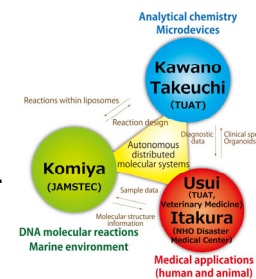 Analytical chemistry
Microdevices
Kawano
Takeuchi
(TUAT)
Reactions within liposomes
Reaction design
Diagnostic
data
Clinical
Organoids
Autonomous
distributed
molecular systems
Komiya
(JAMSTEC)
Sample data
Molecular structure
information
Usui
(TUAT,
Veterinary Medicine)
Itakura
(NHO Disaster
Medical Center)
DNA molecular reactions
Marine environment
Medical applications
(human and animal)